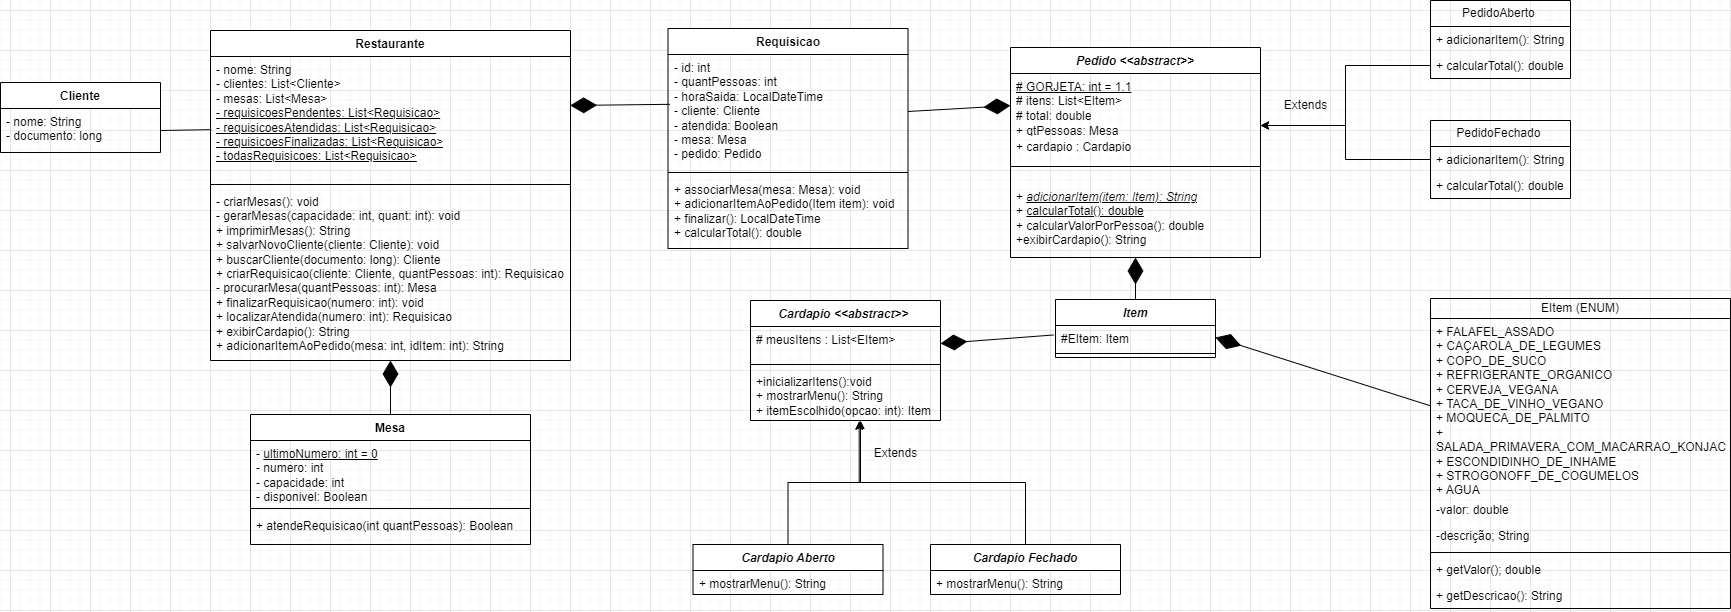 Cliente
- nome: String
- documento: long
Restaurante
- nome: String
- clientes: List<Cliente>
- mesas: List<Mesa>
- requisicoesPendentes: List<Requisicao>
- requisicoesAtendidas: List<Requisicao>
- requisicoesFinalizadas: List<Requisicao>
- todasRequisicoes: List<Requisicao>
- criarMesas(): void
- gerarMesas(capacidade: int, quant: int): void
+ imprimirMesas(): String
+ salvarNovoCliente(cliente: Cliente): void
+ buscarCliente(documento: long): Cliente
+ criarRequisicao(cliente: Cliente, quantPessoas: int): Requisicao
- procurarMesa(quantPessoas: int): Mesa
+ finalizarRequisicao(numero: int): void
+ localizarAtendida(numero: int): Requisicao
+ exibirCardapio(): String
+ adicionarItemAoPedido(mesa: int, idItem: int): String
Mesa
- ultimoNumero: int = 0
- numero: int
- capacidade: int
- disponivel: Boolean
+ atendeRequisicao(int quantPessoas): Boolean
Requisicao
- id: int
- quantPessoas: int
- horaSaida: LocalDateTime
- cliente: Cliente
- atendida: Boolean
- mesa: Mesa
- pedido: Pedido
+ associarMesa(mesa: Mesa): void
+ adicionarItemAoPedido(Item item): void
+ finalizar(): LocalDateTime
+ calcularTotal(): double
Pedido <<abstract>>
# GORJETA: int = 1.1
# itens: List<EItem>
# total: double
+ qtPessoas: Mesa
+ cardapio : Cardapio
+ adicionarItem(item: Item): String
+ calcularTotal(): double
+ calcularValorPorPessoa(): double
+exibirCardapio(): String
Extends
PedidoAberto
+ adicionarItem(): String
+ calcularTotal(): double
PedidoFechado
+ adicionarItem(): String
+ calcularTotal(): double
Cardapio <<abstract>>
# meusItens : List<EItem>
+inicializarItens():void
+ mostrarMenu(): String
+ itemEscolhido(opcao: int): Item
Extends
Cardapio Aberto
+ mostrarMenu(): String
Cardapio Fechado
+ mostrarMenu(): String
Item
#EItem: Item
EItem (ENUM)
+ FALAFEL_ASSADO
+ CAÇAROLA_DE_LEGUMES
+ COPO_DE_SUCO
+ REFRIGERANTE_ORGANICO
+ CERVEJA_VEGANA
+ TACA_DE_VINHO_VEGANO
+ MOQUECA_DE_PALMITO
+
SALADA_PRIMAVERA_COM_MACARRAO_KONJAC
+ ESCONDIDINHO_DE_INHAME
+ STROGONOFF_DE_COGUMELOS
+ AGUA
-valor: double
-descrição; String
+ getValor(); double
+ getDescricao(): String